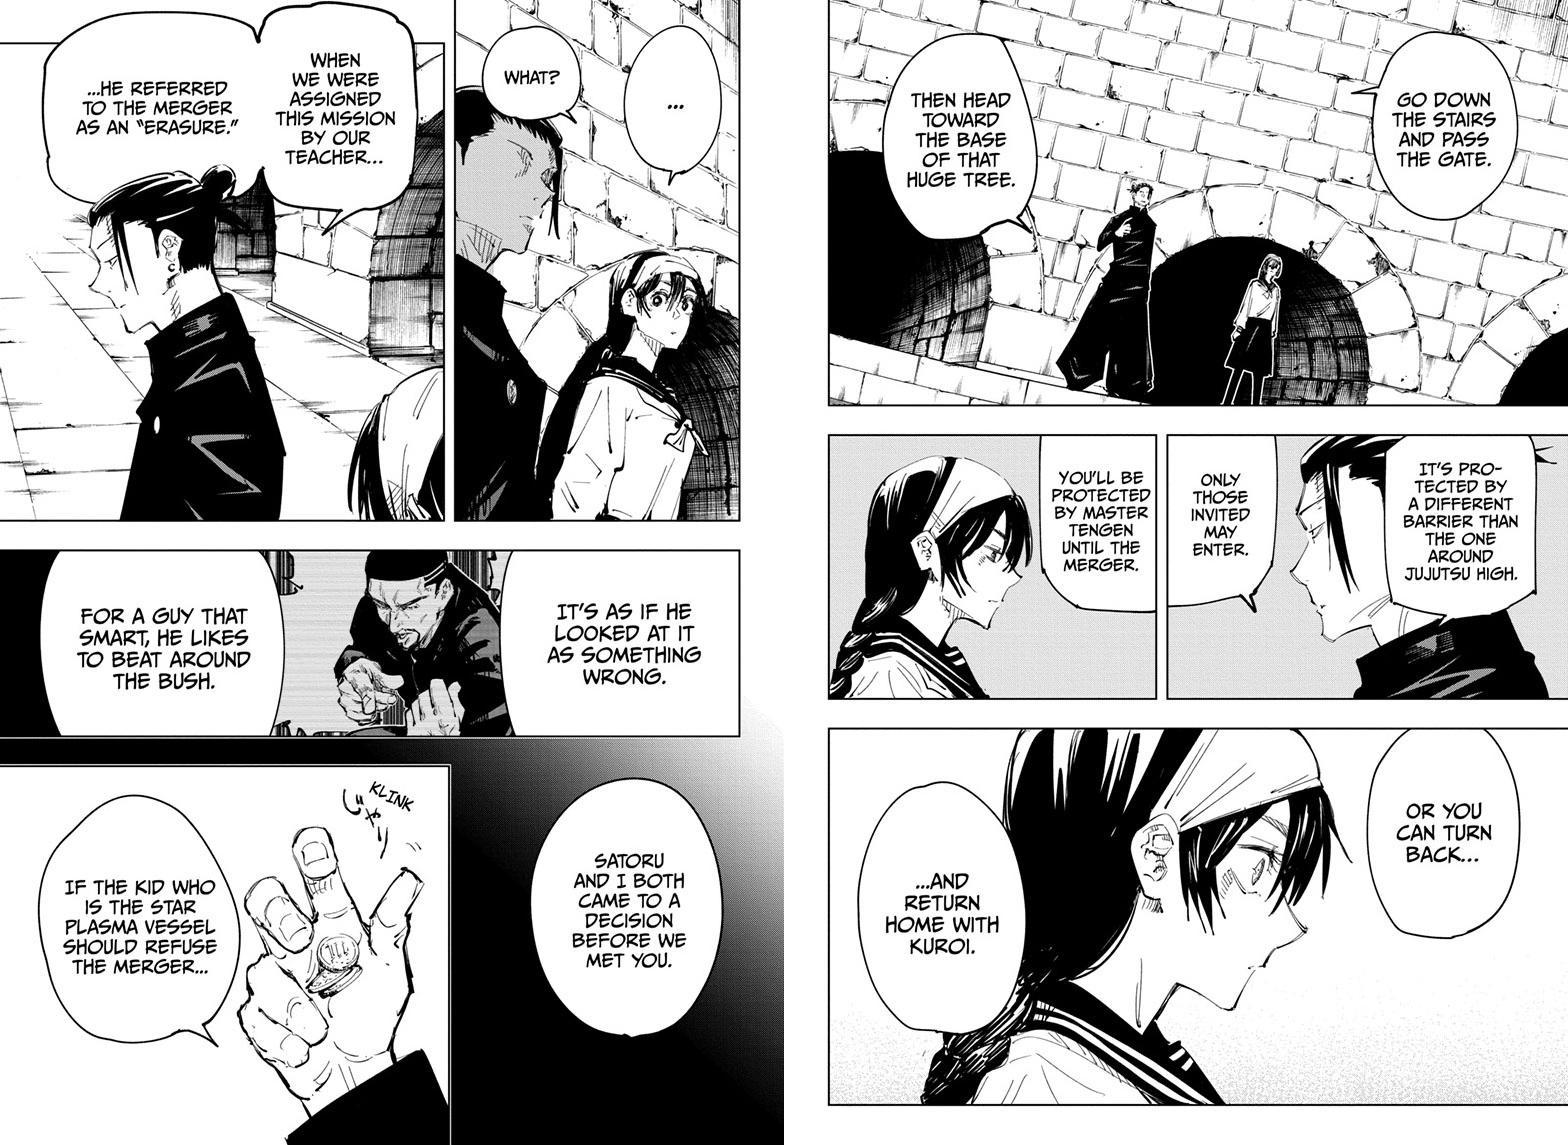 GO DOWN
THE STAIRS
AND PASS
THE GATE.
THEN HEAD
TOWARD
THE BASE
OF THAT
HUGE TREE.
IT'S PRO-
TECTED BY
A DIFFERENT
BARRIER THAN
THE ONE
AROUND
JUJUTSU HIGH.
ONLY
THOSE
INVITED
MAY
ENTER.
YOU'LL BE
PROTECTED
BY MASTER
TENGEN
UNTIL THE
MERGER.
OR YOU
CAN TURN
BACK...
...AND
RETURN
HOME WITH
KUROI.
...
WHAT?
WHEN
WE WERE
ASSIGNED
THIS MISSION
BY OUR
TEACHER...
...HE REFERRED
TO THE MERGER
AS AN “ERASURE.”
IT'S AS IF HE
LOOKED AT IT
AS SOMETHING
WRONG.
FOR A GUY THAT
SMART, HE LIKES
TO BEAT AROUND
THE BUSH.
SATORU
AND I BOTH
CAME TO A
DECISION
BEFORE WE
MET YOU.
KLINK
じゃー
IF THE KID WHO
IS THE STAR
PLASMA VESSEL
SHOULD REFUSE
THE MERGER...